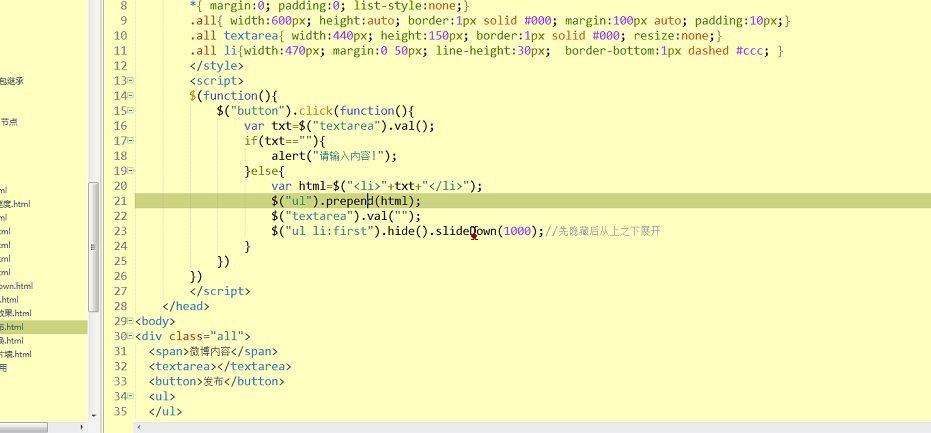 8 *{ margin:0; padding:0; list-style:none;}
9 .all{ width:600px; height:auto; border:1px solid #000; margin:100px auto; padding:10px;}
10 .all textarea{ width:440px; height:150px; border:1px solid #000; resize:none;}
11 .all li{width:470px; margin:0 50px; line-height:30px;  border-bottom:1px dashed #ccc; }
12 </style>
13 <script>
14 $(function(){
15 $("button").click(function(){
16 var txt=$("textarea").val();
17 if(txt==""){
18 alert("请输入内容!");
19 }else{
20 var html=$("<li>"+txt+"</li>");
21 $("ul").prepend(html);
22 $("textarea").val("");
23 $("ul li:first").hide().slideDown(1000);//先隐藏后从上之下展开
24 }
25 })
26 })
27 </script>
28 </head>
29 <body>
30 <div class="all">
31 <span>微博内容</span>
32 <textarea></textarea>
33 <button>发布</button>
34 <ul>
35 </ul>
包继承
节点
ml
度.html
ml
ml
ml
ml
ml
own.html
.html
效果.html
布.html
换.html
片墙.html
用